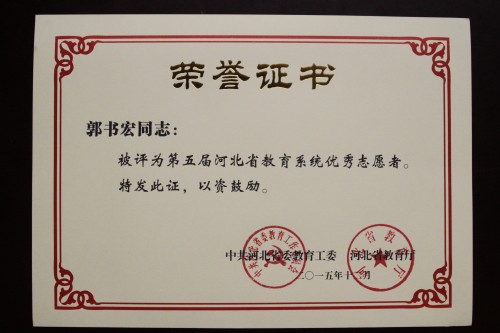 荣誉证书
郭书宏同志：
被评为第五届河北省教育系统优秀志愿者。
特发此证，以资鼓励。
中共河北省委教育工委 河北省教育厅
二〇一五年十二月